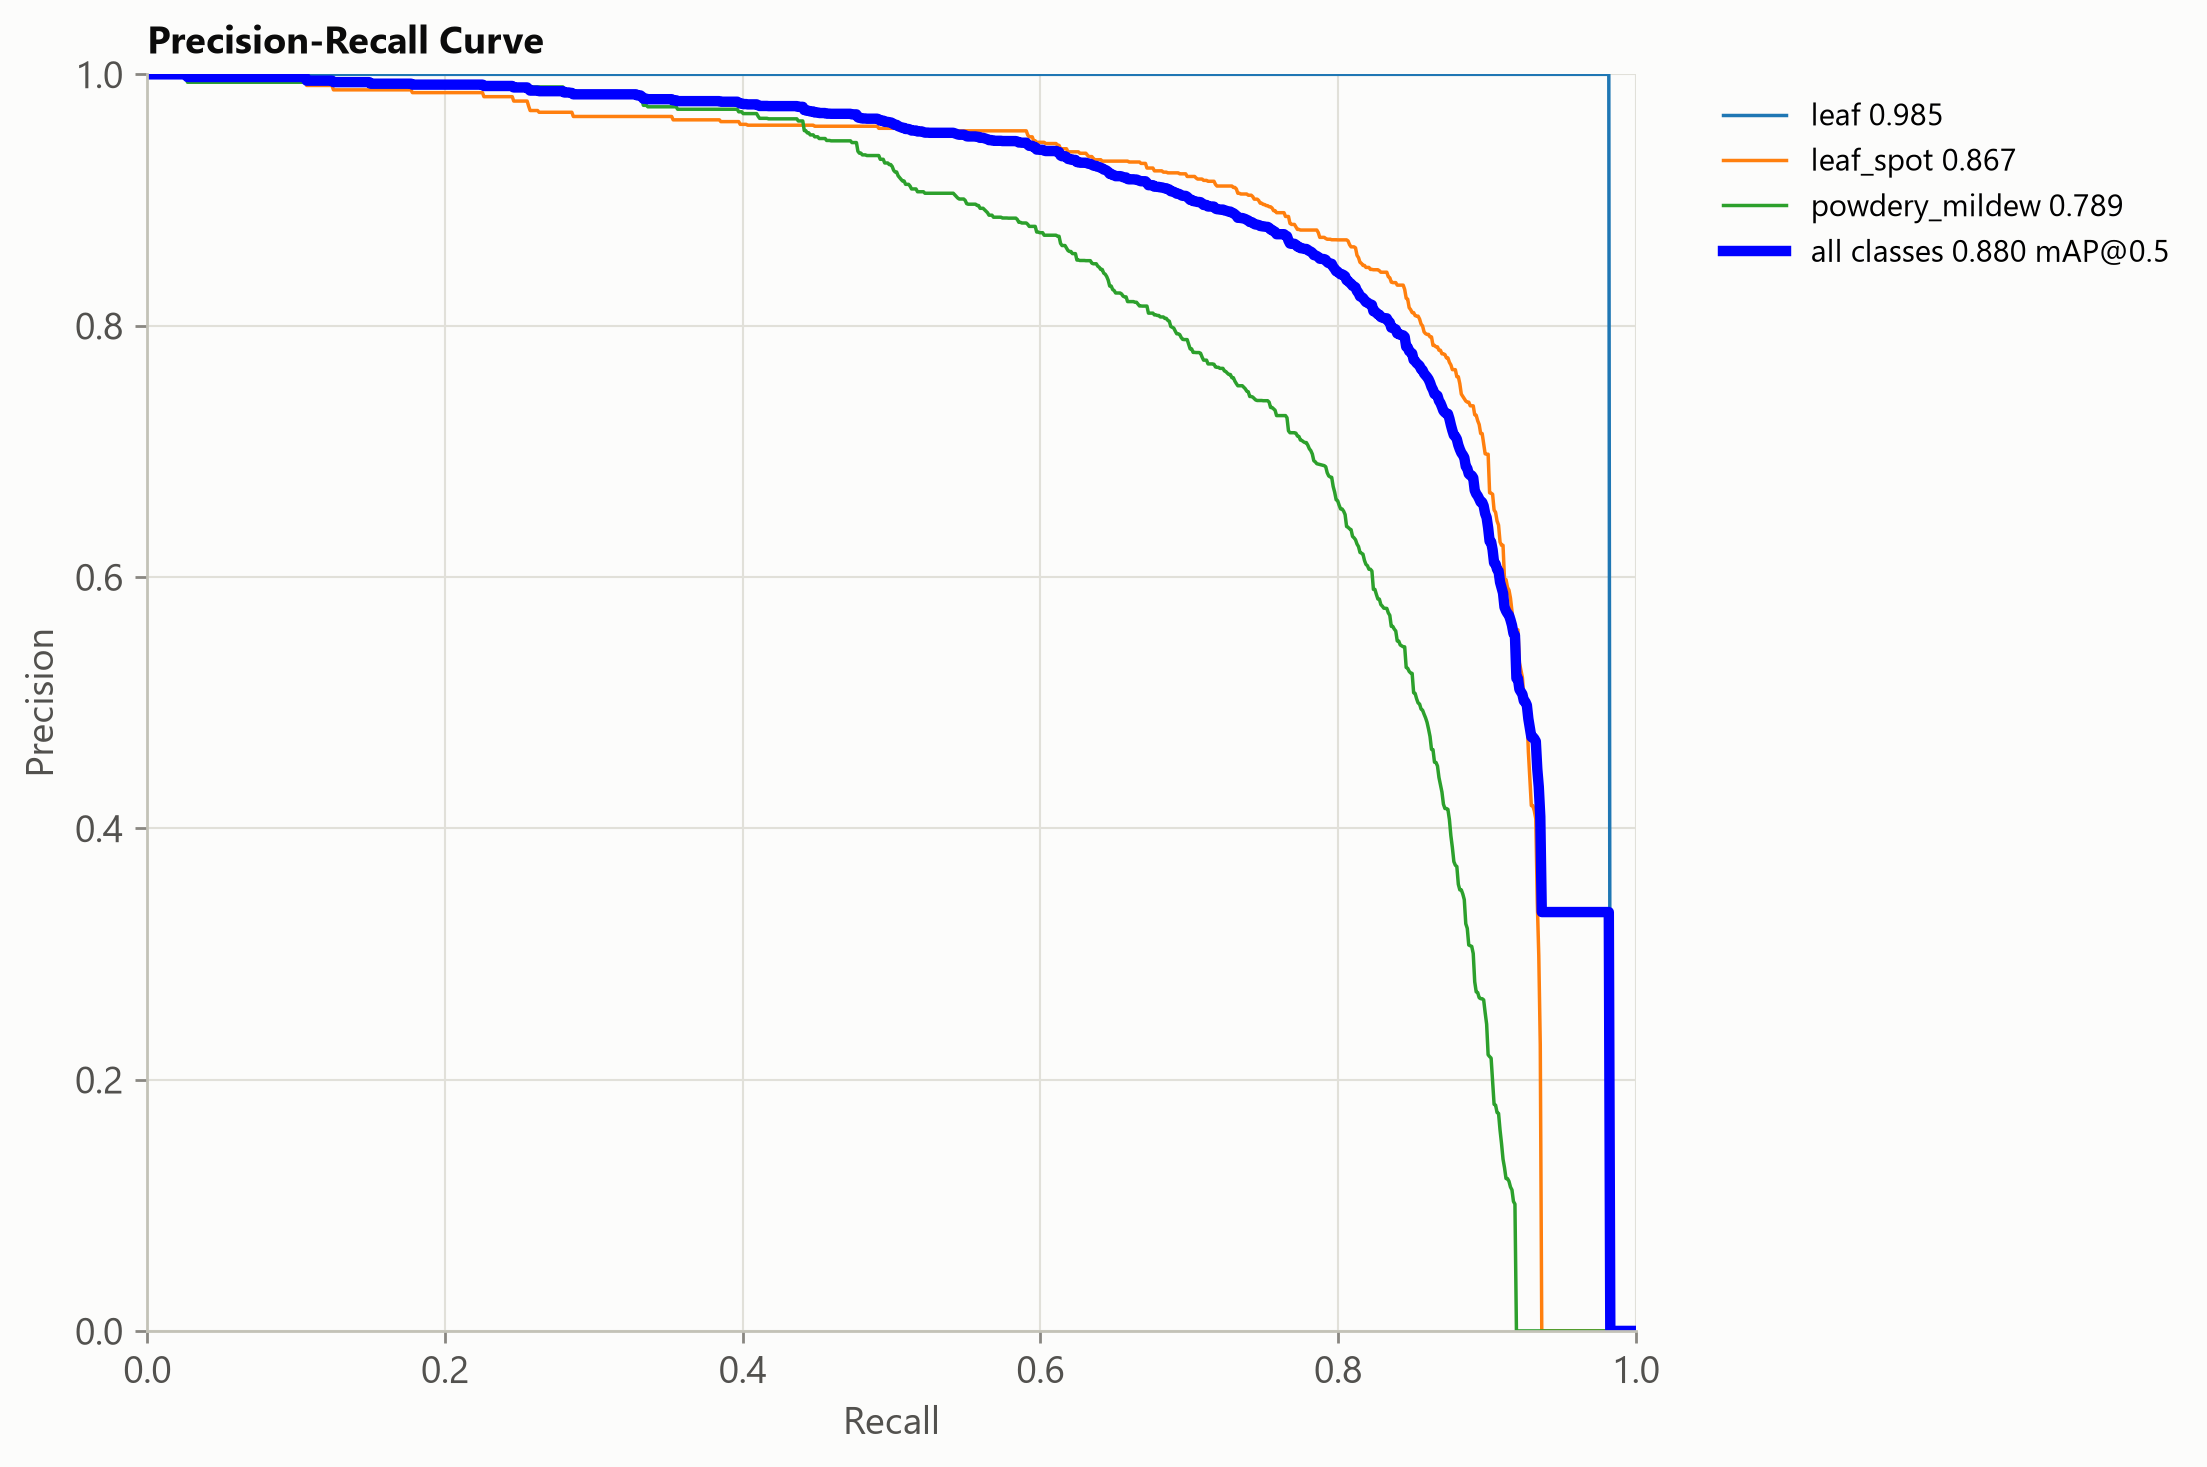 Precision-Recall Curve
1.0
0.8
0.6
0.4
0.2
0.0
Precision
0.0 0.2 0.4 0.6 0.8 1.0
Recall
leaf 0.985
leaf_spot 0.867
powdery_mildew 0.789
all classes 0.880 mAP@0.5